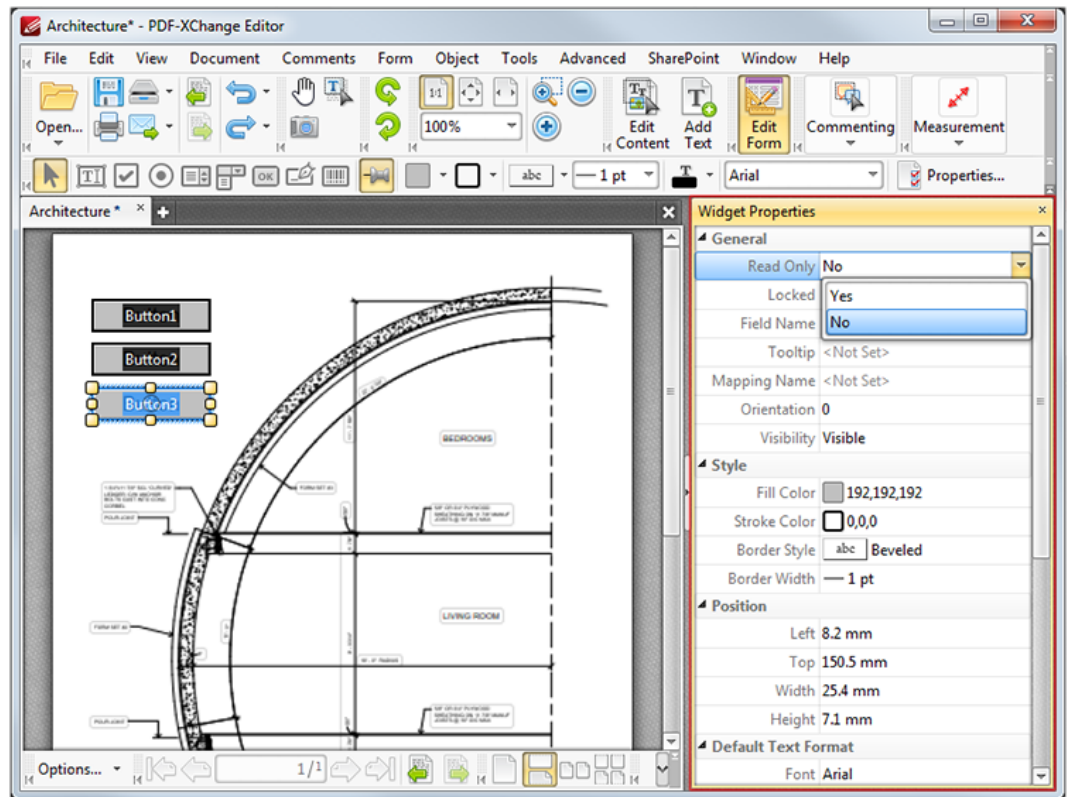 Architecture* - PDF-XChange Editor
File Edit View Document Comments Form Object Tools Advanced SharePoint Window Help
Open...
1:1
100%
Edit Content
Add Text
Edit Form
Commenting
Measurement
OK
abc
1 pt
T
Arial
Properties...
Architecture *
Widget Properties
General
Read Only No
Yes
No
Locked
Field Name
Tooltip <Not Set>
Mapping Name <Not Set>
Orientation 0
Visibility Visible
Style
Fill Color 192,192,192
Stroke Color 0,0,0
Border Style abc Beveled
Border Width 1 pt
Position
Left 8.2 mm
Top 150.5 mm
Width 25.4 mm
Height 7.1 mm
Default Text Format
Font Arial
Button1
Button2
Button3
BEDROOMS
LIVING ROOM
Options...
1/1